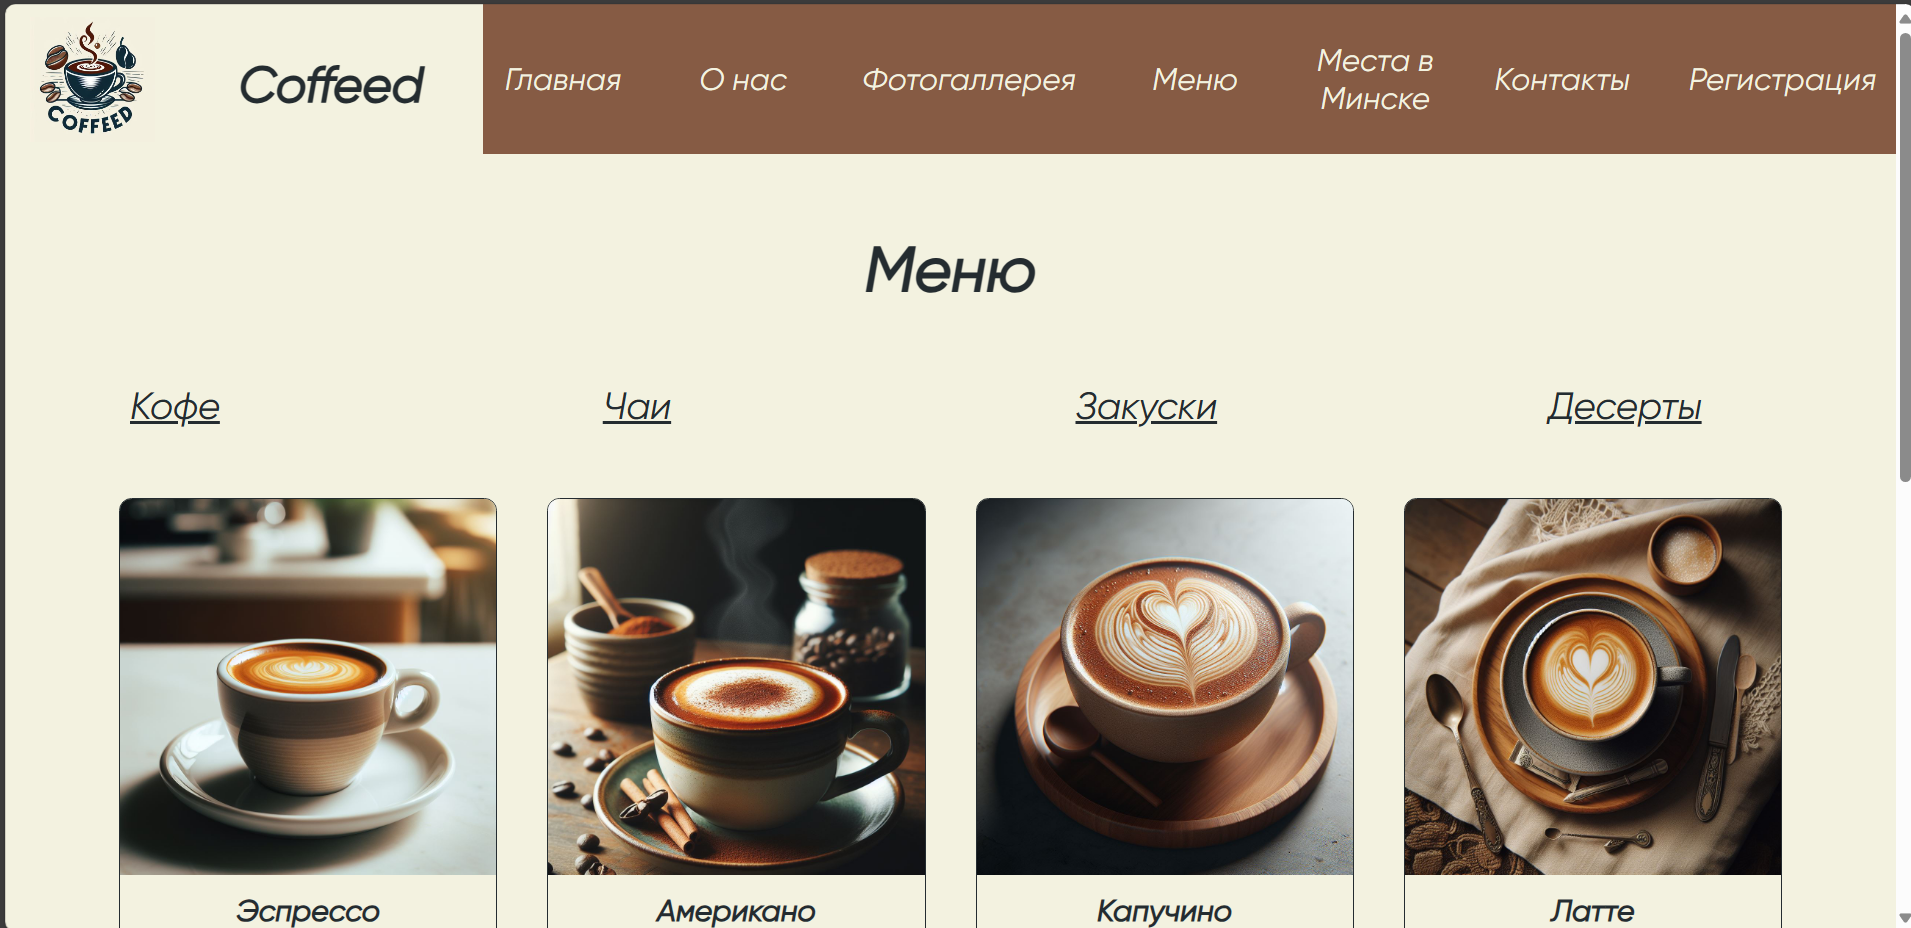 COFFEED
Coffeed
Главная
О нас
Фотогаллерея
Меню
Места в
Минске
Контакты
Регистрация
Меню
Кофе
Чаи
Закуски
Десерты
Эспрессо
Американо
Капучино
Латте